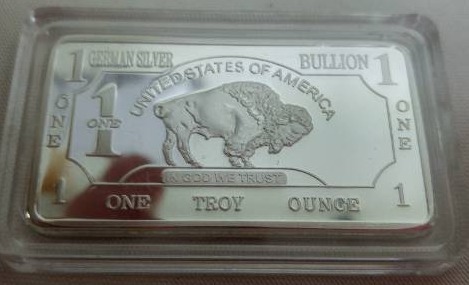 1 GERMAN SILVER BULLION 1
UNITED STATES OF AMERICA
ONE 1 ONE ONE
IN GOD WE TRUST
1 ONE TROY OUNCE 1